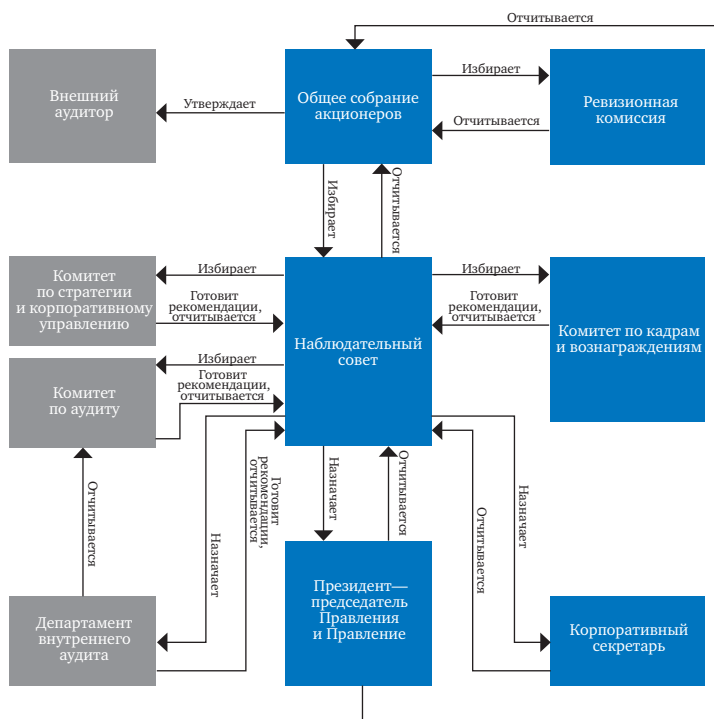 Отчитывается
Внешний
аудитор
Утверждает
Общее собрание
акционеров
Избирает
Отчитывается
Ревизионная
комиссия
Избирает
Отчитывается
Комитет
по стратегии
и корпоративному
управлению
Избирает
Готовит
рекомендации,
отчитывается
Наблюдательный
совет
Избирает
Готовит
рекомендации,
отчитывается
Комитет по кадрам
и вознаграждениям
Комитет
по аудиту
Избирает
Готовит
рекомендации,
отчитывается
Отчитывается
Назначает
Готовит
рекомендации,
отчитывается
Назначает
Отчитывается
Отчитывается
Назначает
Департамент
внутреннего
аудита
Президент—
председатель
Правления
и Правление
Корпоративный
секретарь